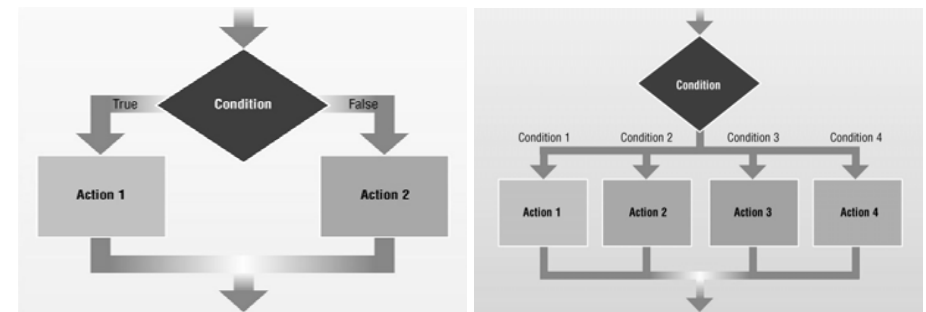 True
Condition
False
Action 1
Action 2
Condition
Condition 1
Condition 2
Condition 3
Condition 4
Action 1
Action 2
Action 3
Action 4